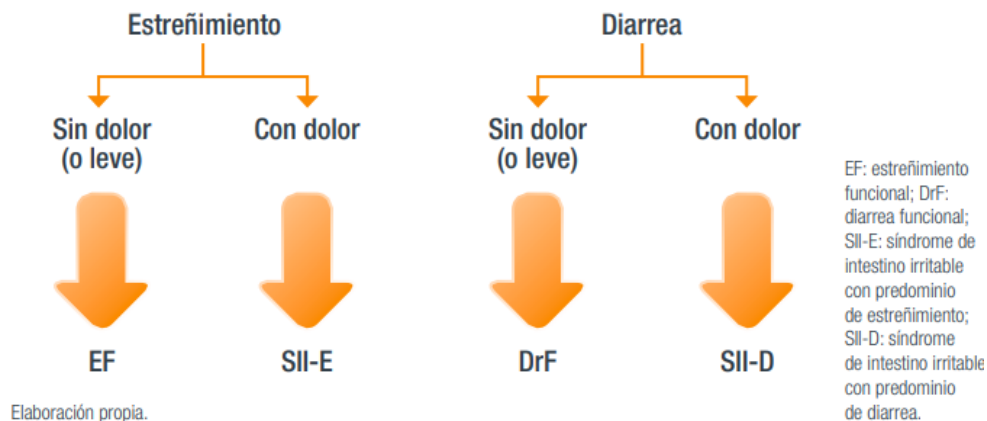 Estreñimiento
Diarrea
Sin dolor
(o leve)
Con dolor
Sin dolor
(o leve)
Con dolor
EF
SII-E
DrF
SII-D
EF: estreñimiento
funcional; DrF:
diarrea funcional;
SII-E: síndrome de
intestino irritable
con predominio
de estreñimiento;
SII-D: síndrome
de intestino irritable
con predominio
de diarrea.
Elaboración propia.